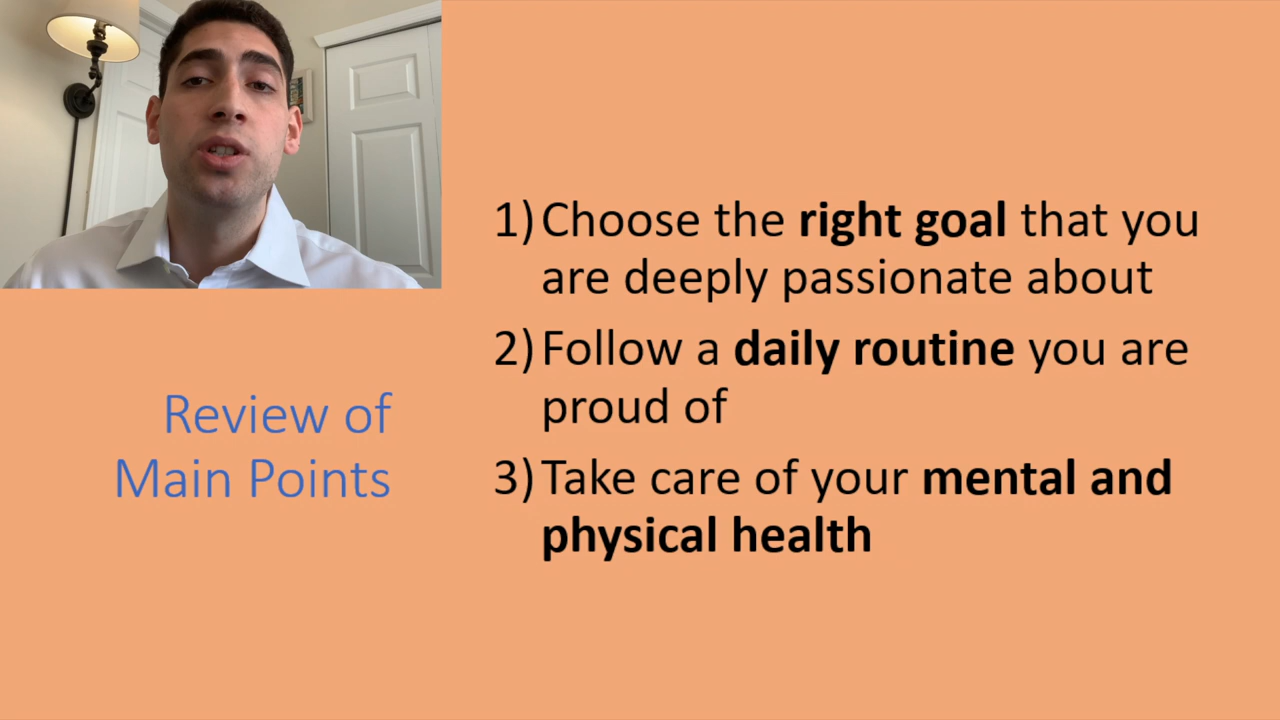 Review of
Main Points
1) Choose the right goal that you
are deeply passionate about
2) Follow a daily routine you are
proud of
3) Take care of your mental and
physical health